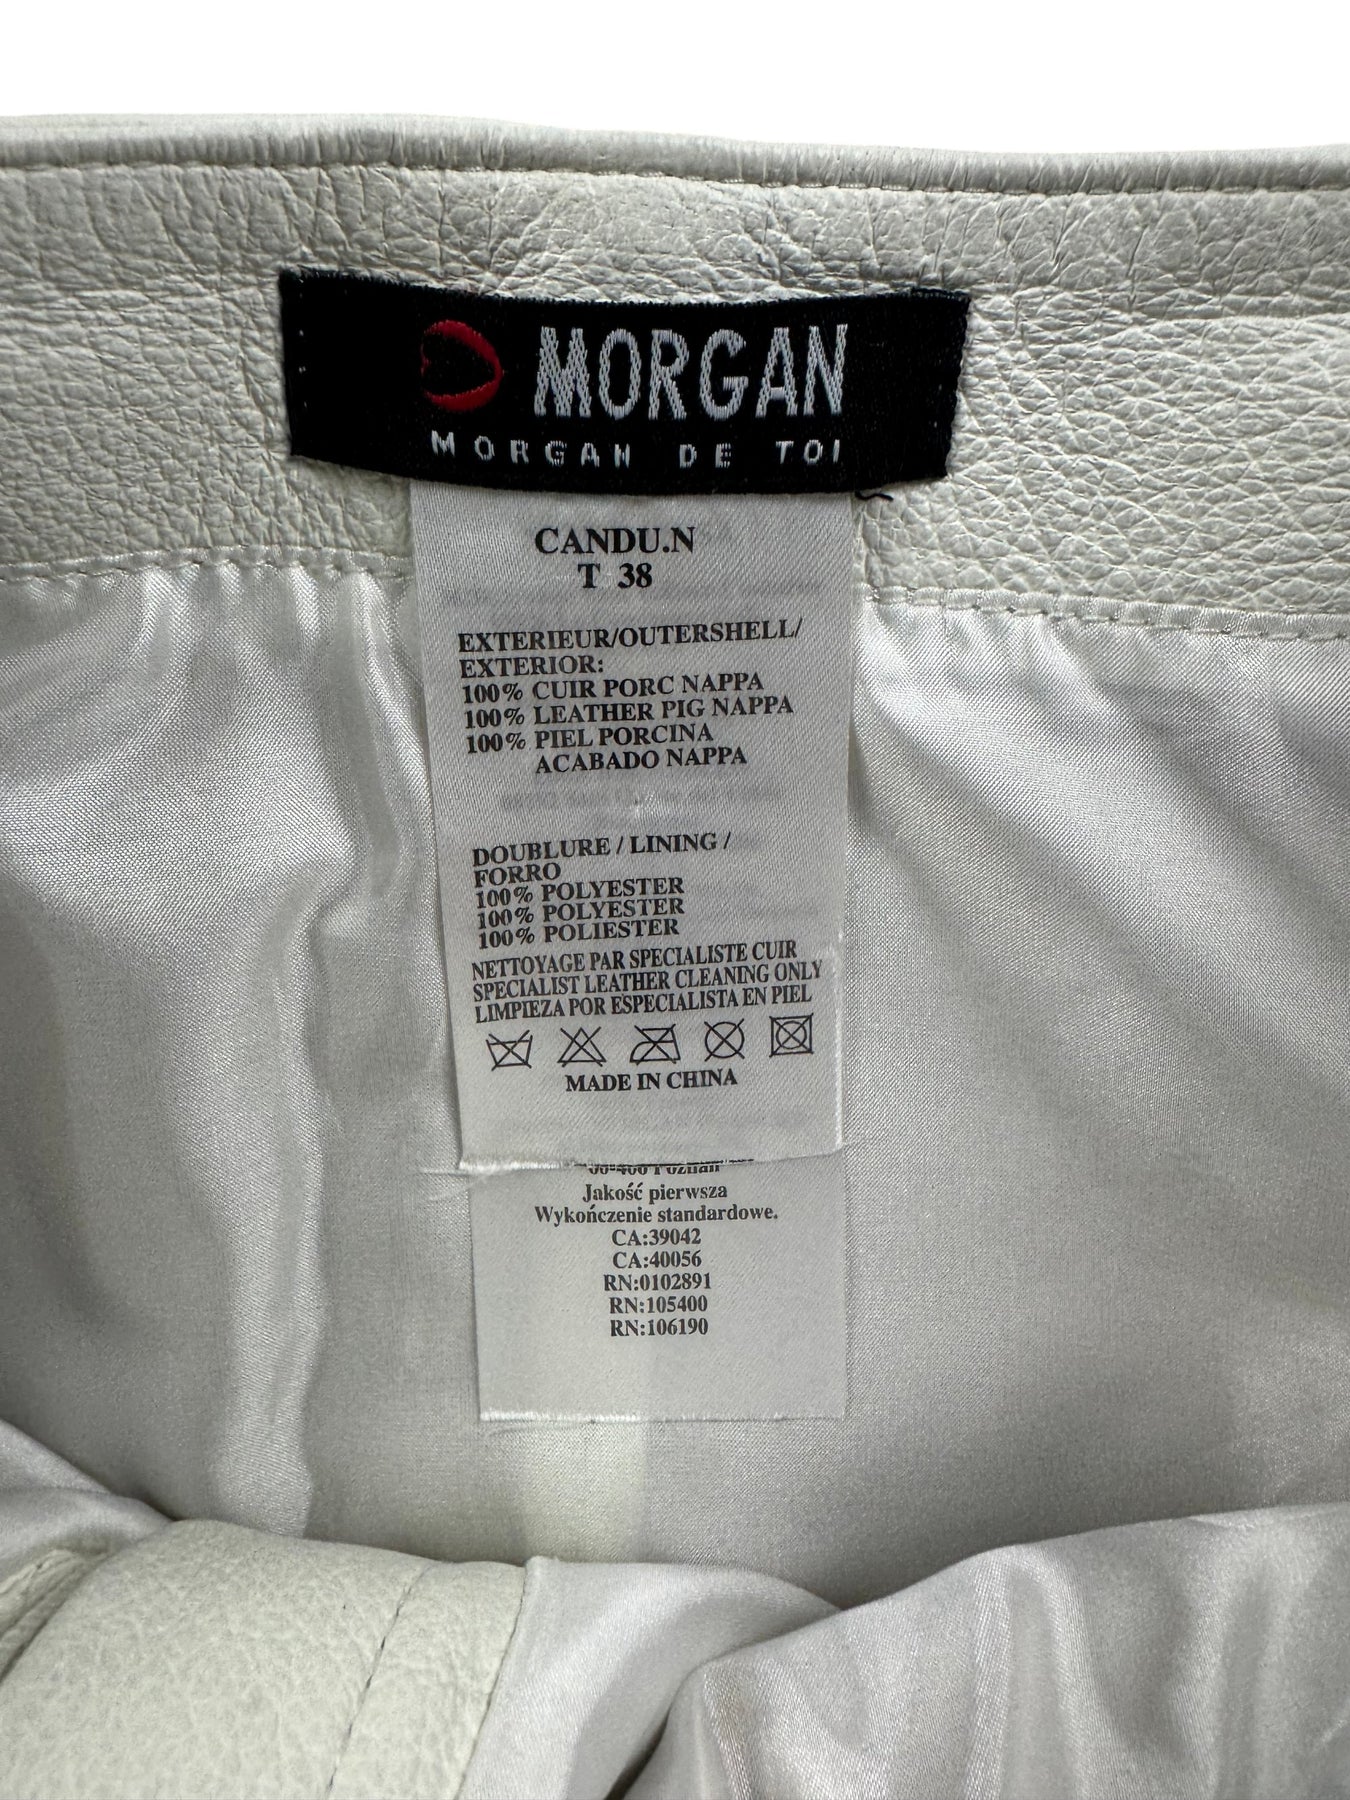 MORGAN
MORGAN DE TOI
CANDU.N
T 38
EXTERIEUR/OUTERSHELL/
EXTERIOR:
100% CUIR PORC NAPPA
100% LEATHER PIG NAPPA
100% PIEL PORCINA
ACABADO NAPPA
DOUBLURE / LINING /
FORRO
100% POLYESTER
100% POLYESTER
100% POLIESTER
NETTOYAGE PAR SPECIALISTE CUIR
SPECIALIST LEATHER CLEANING ONLY
LIMPIEZA POR ESPECIALISTA EN PIEL
MADE IN CHINA
Poznań
Jakość pierwsza
Wykończenie standardowe.
CA:39042
CA:40056
RN:0102891
RN:105400
RN:106190